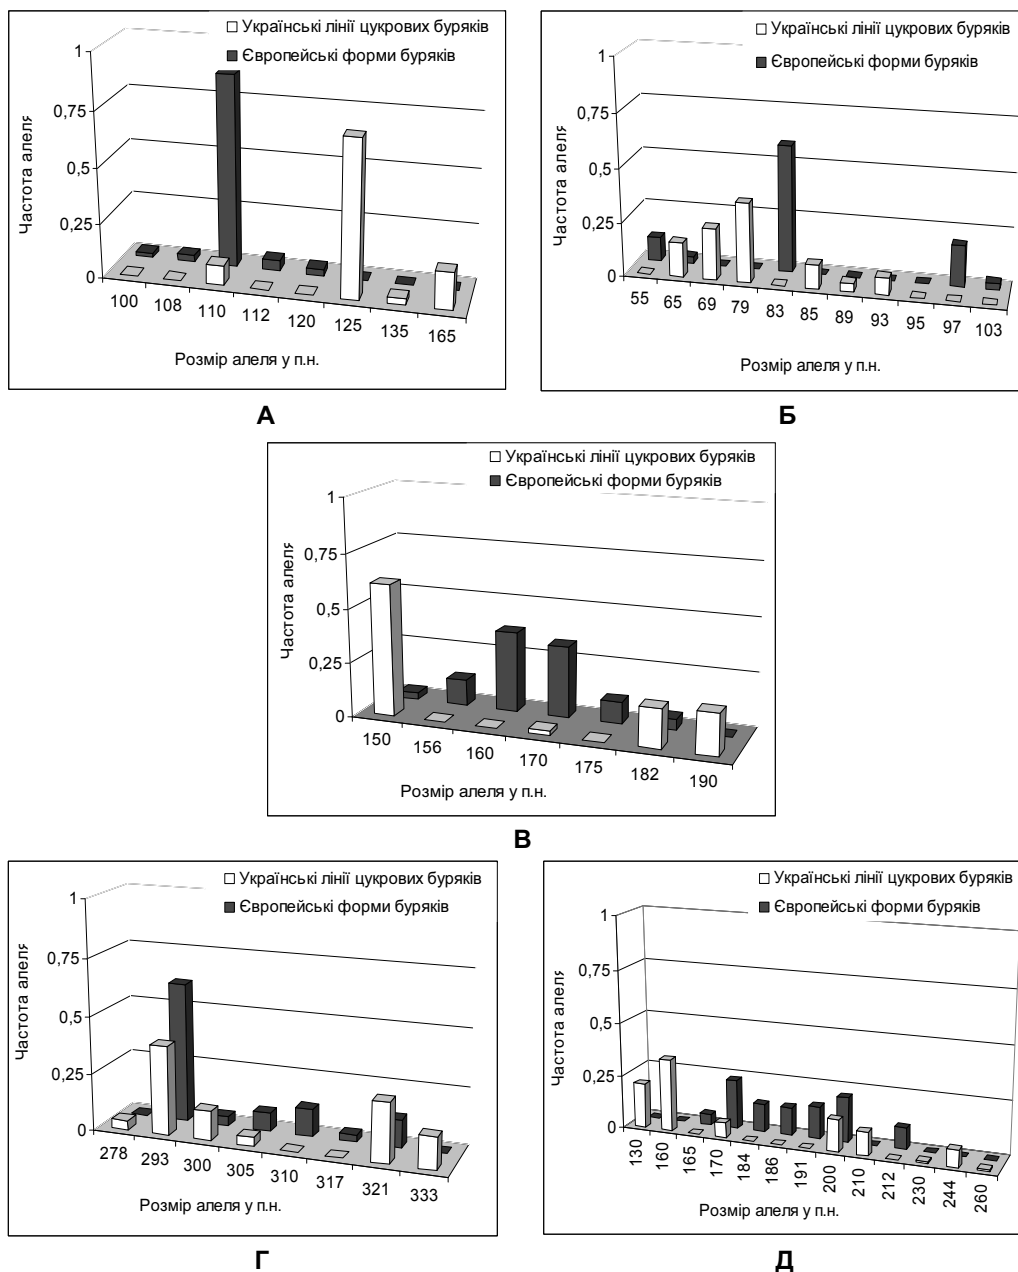 Українські лінії цукрових буряків
Європейські форми буряків
Частота алеля
1
0,75
0,5
0,25
0
100 108 110 112 120 125 135 165
Розмір алеля у п.н.
А
Українські лінії цукрових буряків
Європейські форми буряків
Частота алеля
1
0,75
0,5
0,25
0
55 65 69 79 83 85 89 93 95 97 103
Розмір алеля у п.н.
Б
Українські лінії цукрових буряків
Європейські форми буряків
Частота алеля
1
0,75
0,5
0,25
0
150 156 160 170 175 182 190
Розмір алеля у п.н.
В
Українські лінії цукрових буряків
Європейські форми буряків
Частота алеля
1
0,75
0,5
0,25
0
278 293 300 305 310 317 321 333
Розмір алеля у п.н.
Г
Українські лінії цукрових буряків
Європейські форми буряків
Частота алеля
1
0,75
0,5
0,25
0
130 160 165 170 184 186 191 200 210 212 230 244 260
Розмір алеля у п.н.
Д